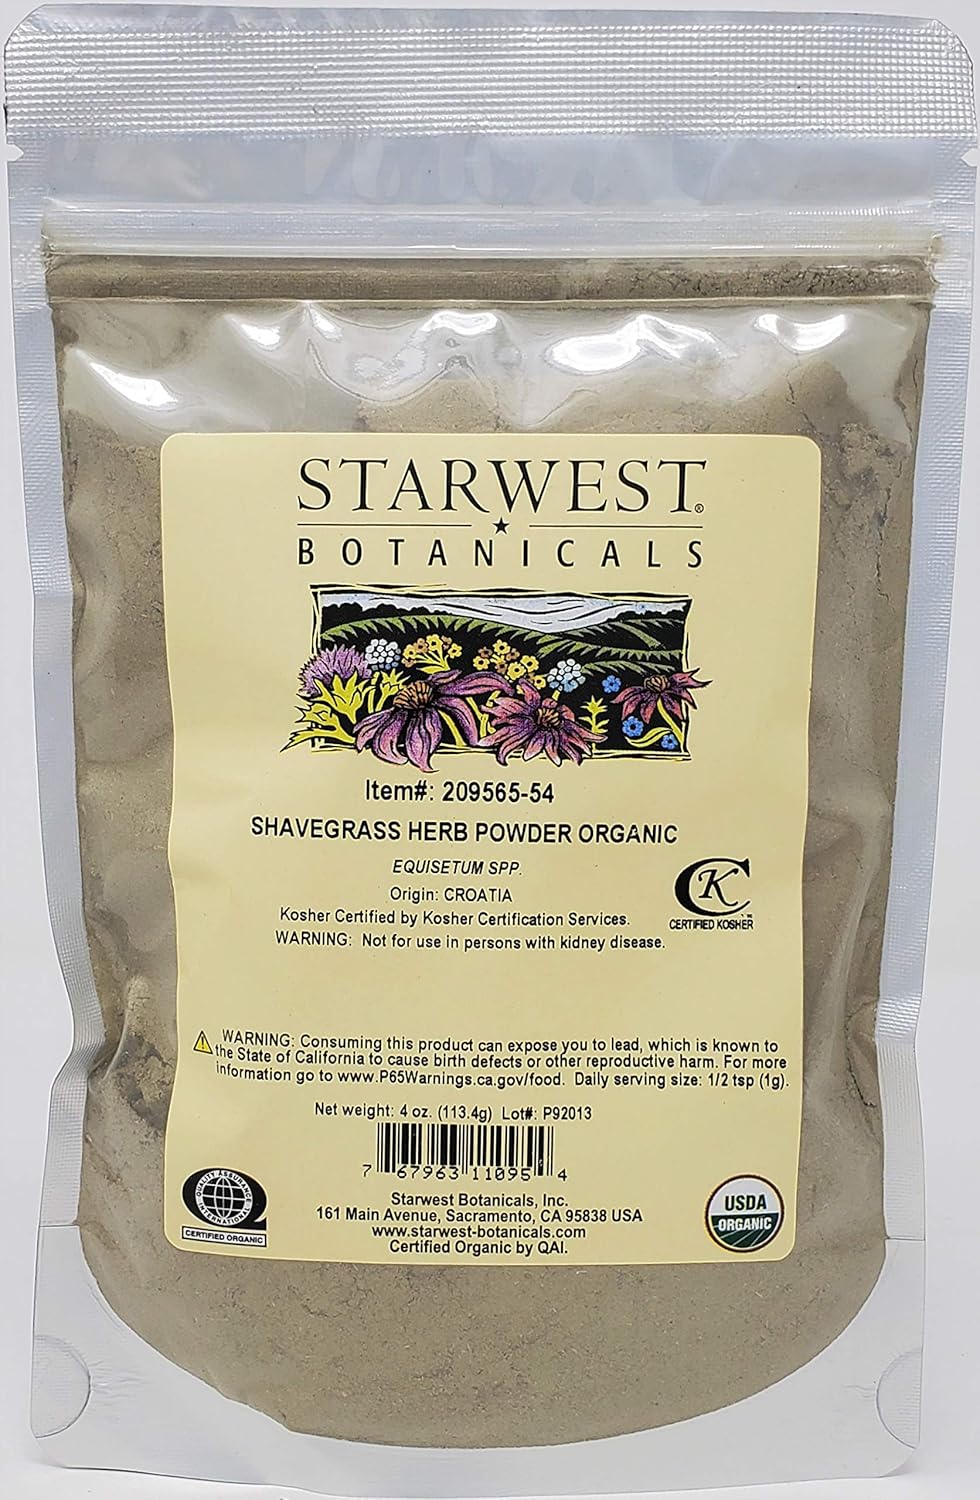 STARWEST®
BOTANICALS
Item#: 209565-54
SHAVEGRASS HERB POWDER ORGANIC
EQUISETUM SPP.
Origin: CROATIA
Kosher Certified by Kosher Certification Services.
WARNING: Not for use in persons with kidney disease.
CK
CERTIFIED KOSHER™
WARNING: Consuming this product can expose you to lead, which is known to
the State of California to cause birth defects or other reproductive harm. For more
information go to www.P65Warnings.ca.gov/food. Daily serving size: 1/2 tsp (1g).
Net weight: 4 oz. (113.4g) Lot#: P92013
7 67963 11095 4
QUALITY ASSURANCE INTERNATIONAL
CERTIFIED ORGANIC
Starwest Botanicals, Inc.
161 Main Avenue, Sacramento, CA 95838 USA
www.starwest-botanicals.com
Certified Organic by QAI.
USDA
ORGANIC